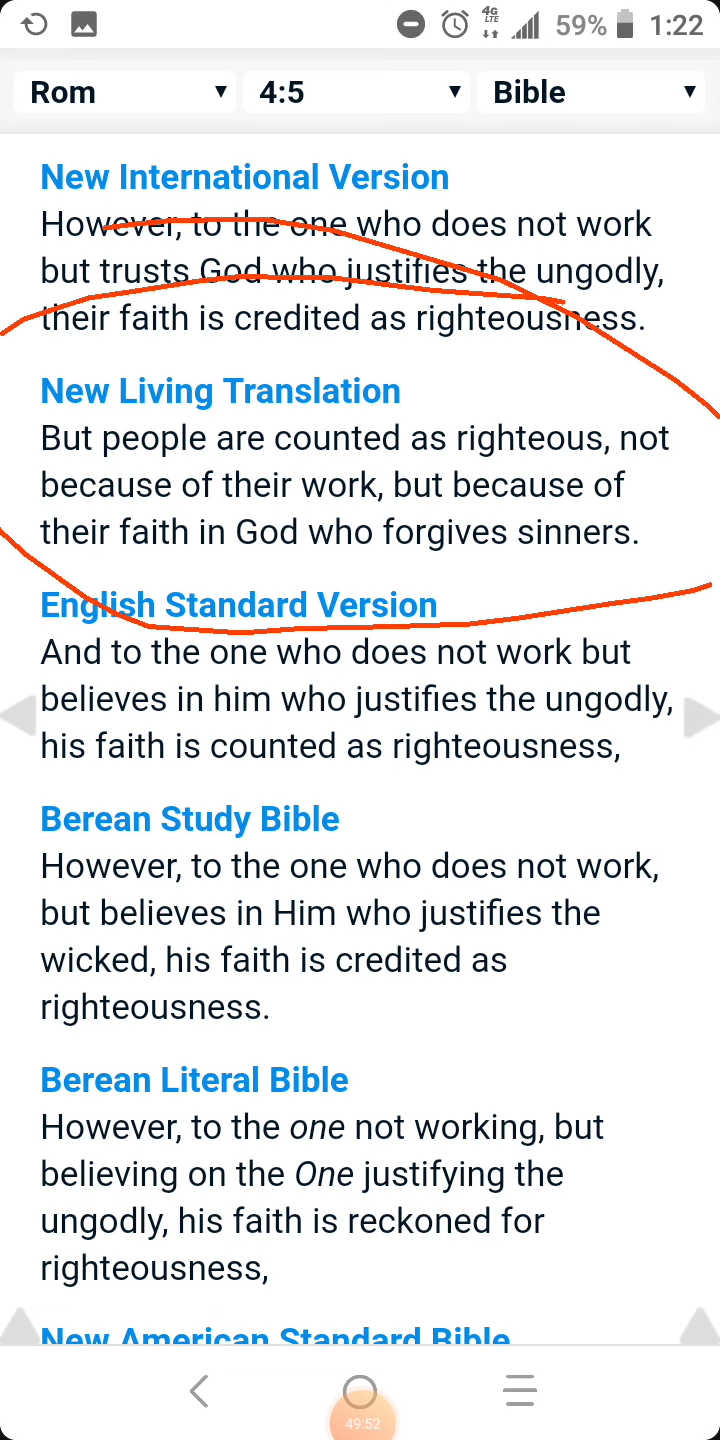 4G
LTE
59%
1:22
Rom
4:5
Bible
New International Version
However, to the one who does not work
but trusts God who justifies the ungodly,
their faith is credited as righteousness.
New Living Translation
But people are counted as righteous, not
because of their work, but because of
their faith in God who forgives sinners.
English Standard Version
And to the one who does not work but
believes in him who justifies the ungodly,
his faith is counted as righteousness,
Berean Study Bible
However, to the one who does not work,
but believes in Him who justifies the
wicked, his faith is credited as
righteousness.
Berean Literal Bible
However, to the one not working, but
believing on the One justifying the
ungodly, his faith is reckoned for
righteousness,
New American Standard Bible
49:52